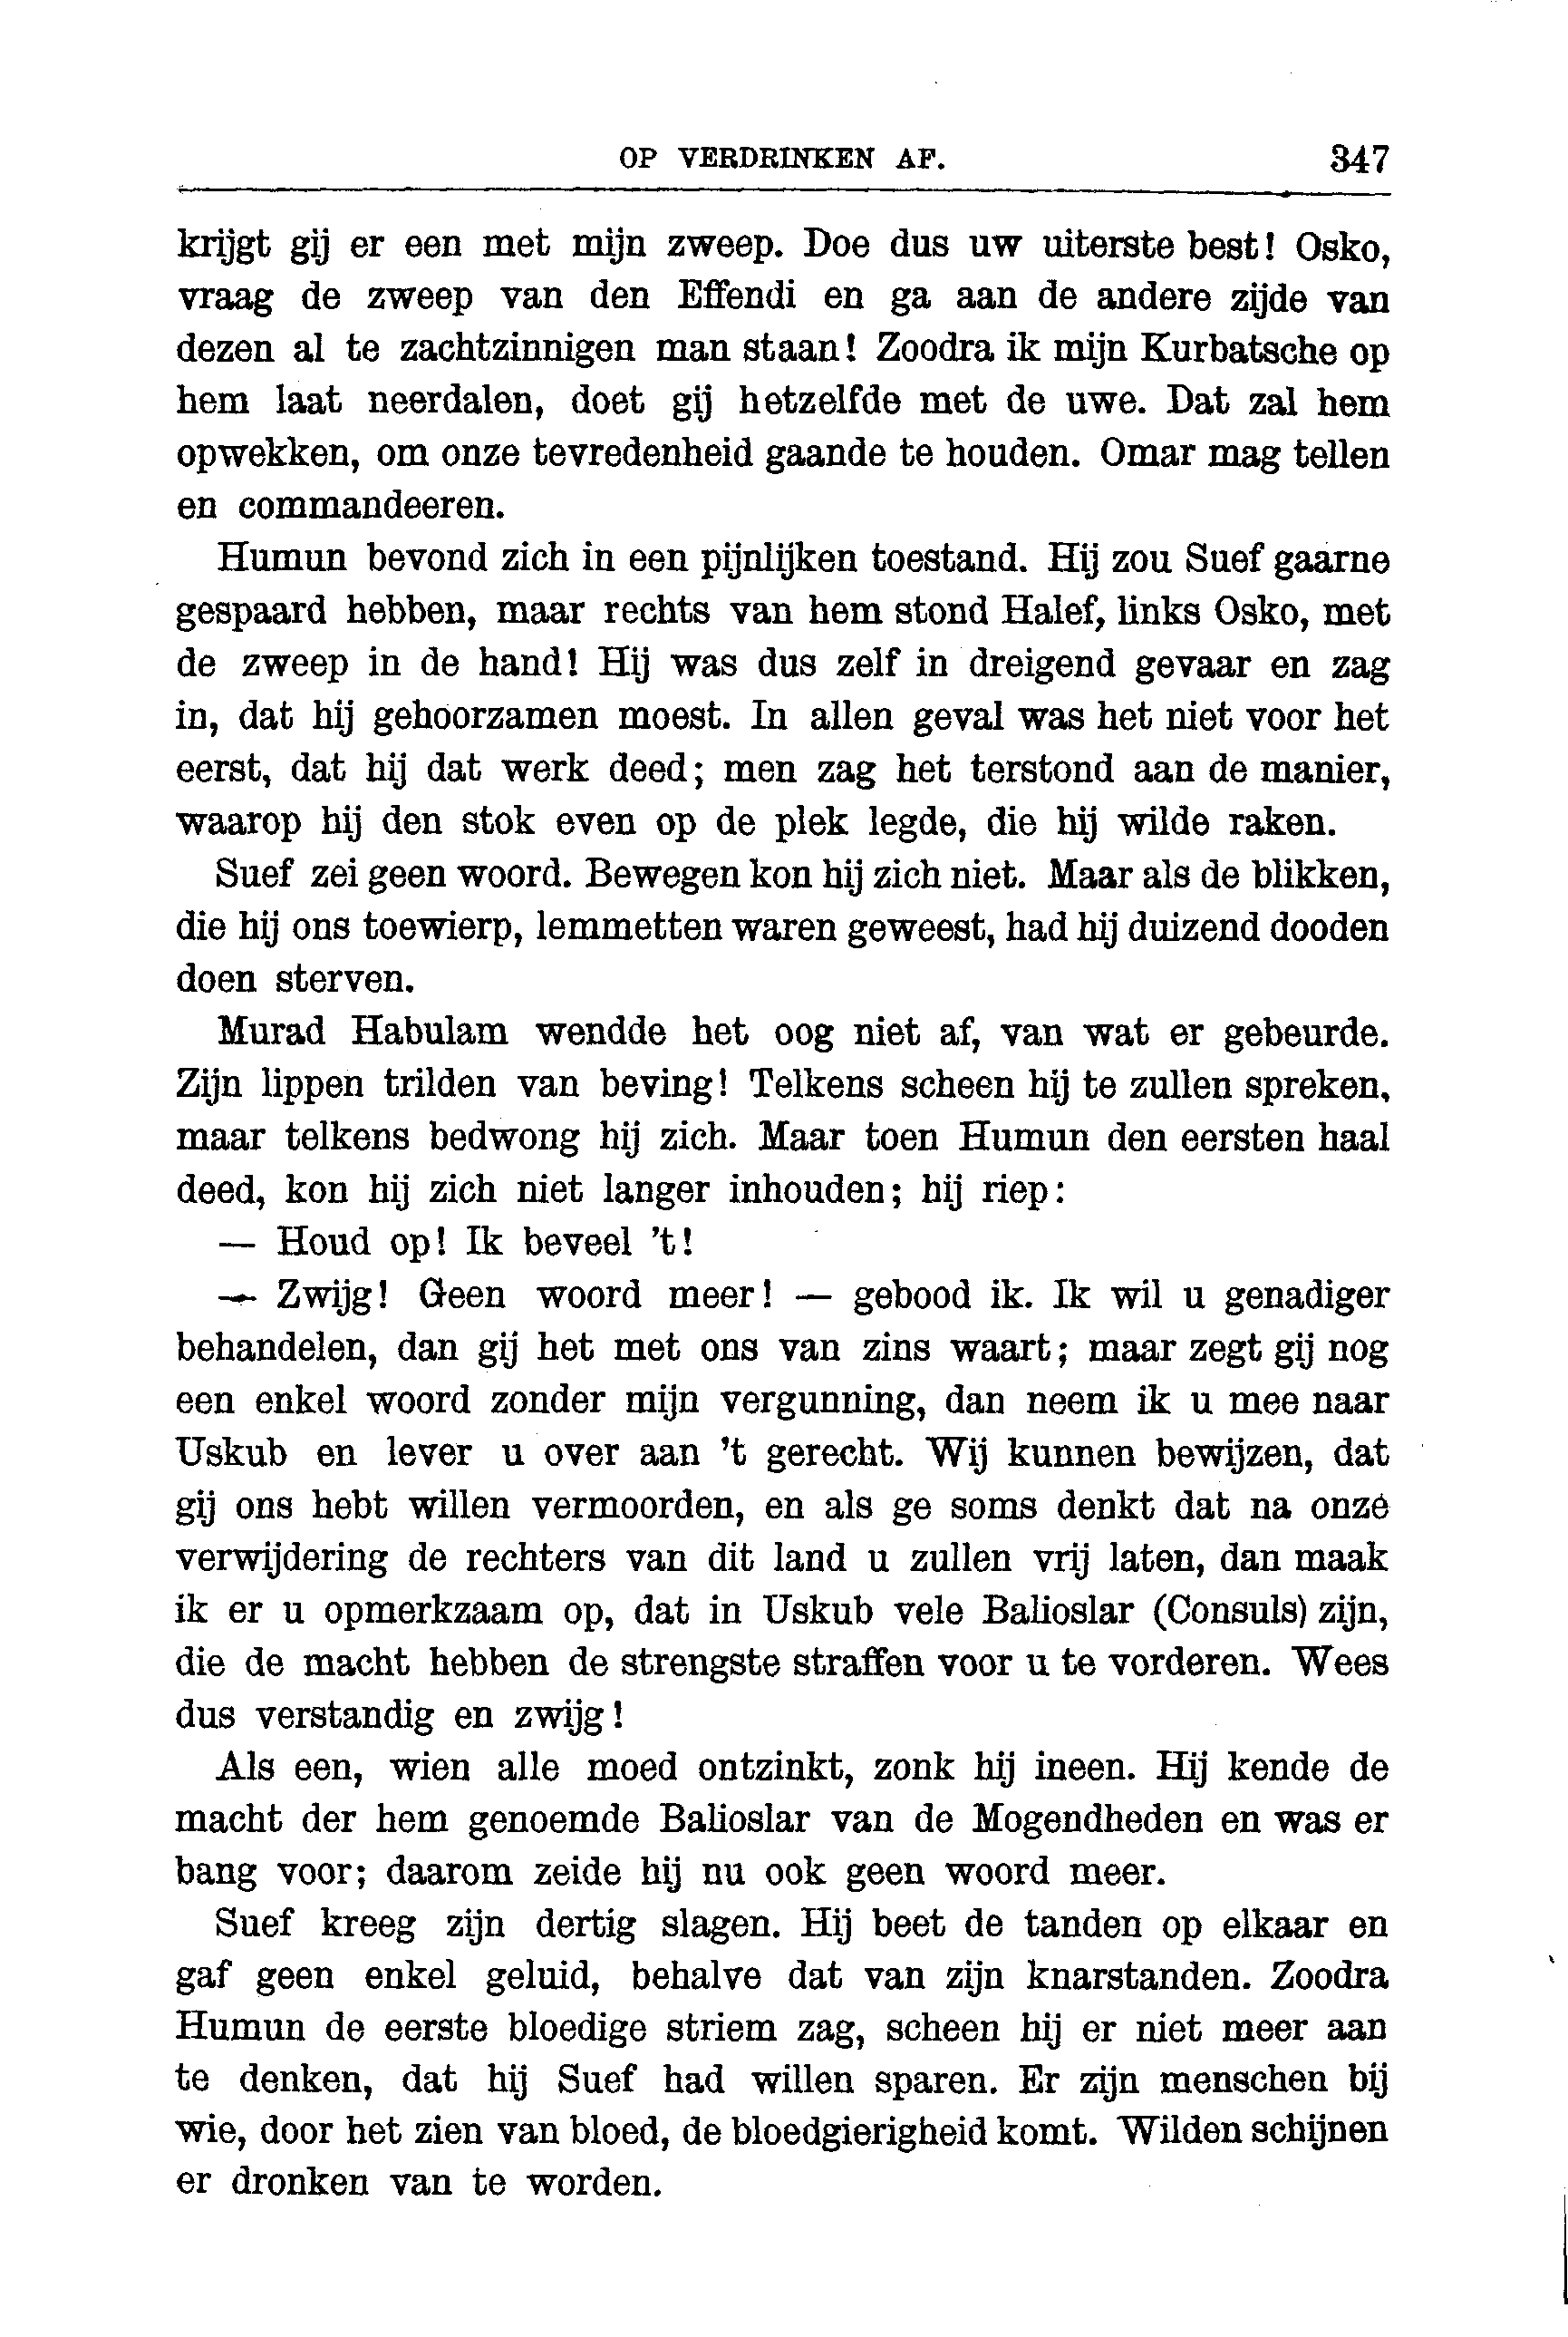 OP VERDRINKEN AF. 347
krijgt gij er een met mijn zweep. Doe dus uw uiterste best! Osko,
vraag de zweep van den Effendi en ga aan de andere zijde van
dezen al te zachtzinnigen man staan! Zoodra ik mijn Kurbatsche op
hem laat neerdalen, doet gij hetzelfde met de uwe. Dat zal hem
opwekken, om onze tevredenheid gaande te houden. Omar mag tellen
en commandeeren.
Humun bevond zich in een pijnlijken toestand. Hij zou Suef gaarne
gespaard hebben, maar rechts van hem stond Halef, links Osko, met
de zweep in de hand! Hij was dus zelf in dreigend gevaar en zag
in, dat hij gehoorzamen moest. In allen geval was het niet voor het
eerst, dat hij dat werk deed; men zag het terstond aan de manier,
waarop hij den stok even op de plek legde, die hij wilde raken.
Suef zei geen woord. Bewegen kon hij zich niet. Maar als de blikken,
die hij ons toewierp, lemmetten waren geweest, had hij duizend dooden
doen sterven.
Murad Habulam wendde het oog niet af, van wat er gebeurde.
Zijn lippen trilden van beving! Telkens scheen hij te zullen spreken,
maar telkens bedwong hij zich. Maar toen Humun den eersten haal
deed, kon hij zich niet langer inhouden; hij riep:
— Houd op! Ik beveel 't!
— Zwijg! Geen woord meer! — gebood ik. Ik wil u genadiger
behandelen, dan gij het met ons van zins waart; maar zegt gij nog
een enkel woord zonder mijn vergunning, dan neem ik u mee naar
Uskub en lever u over aan 't gerecht. Wij kunnen bewijzen, dat
gij ons hebt willen vermoorden, en als ge soms denkt dat na onze
verwijdering de rechters van dit land u zullen vrij laten, dan maak
ik er u opmerkzaam op, dat in Uskub vele Balioslar (Consuls) zijn,
die de macht hebben de strengste straffen voor u te vorderen. Wees
dus verstandig en zwijg!
Als een, wien alle moed ontzinkt, zonk hij ineen. Hij kende de
macht der hem genoemde Balioslar van de Mogendheden en was er
bang voor; daarom zeide hij nu ook geen woord meer.
Suef kreeg zijn dertig slagen. Hij beet de tanden op elkaar en
gaf geen enkel geluid, behalve dat van zijn knarstanden. Zoodra
Humun de eerste bloedige striem zag, scheen hij er niet meer aan
te denken, dat hij Suef had willen sparen. Er zijn menschen bij
wie, door het zien van bloed, de bloedgierigheid komt. Wilden schijnen
er dronken van te worden.